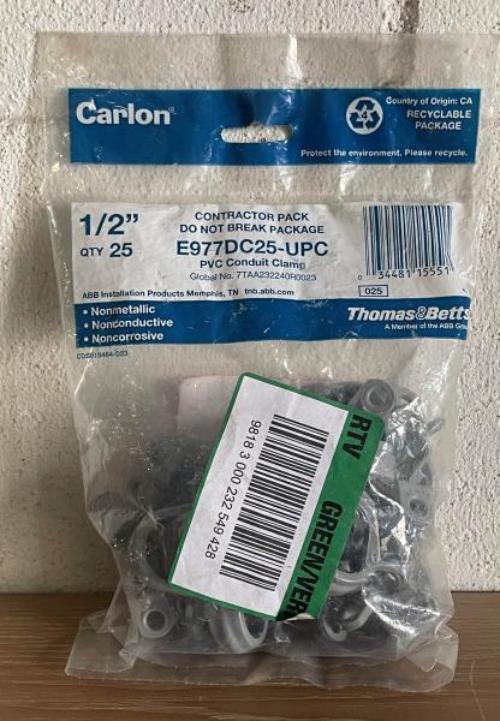 Carlon®
4
Country of Origin: CA
RECYCLABLE
PACKAGE
Protect the environment. Please recycle.
1/2”
QTY 25
CONTRACTOR PACK
DO NOT BREAK PACKAGE
E977DC25-UPC
PVC Conduit Clamp
Global No. 7TAA232240R0023
ABB Installation Products Memphis, TN tnb.abb.com
0 34481 15551
025
• Nonmetallic
• Nonconductive
• Noncorrosive
Thomas&Betts
A Member of the ABB
RTV GREEN/VER
9818 3 000 232 549 428